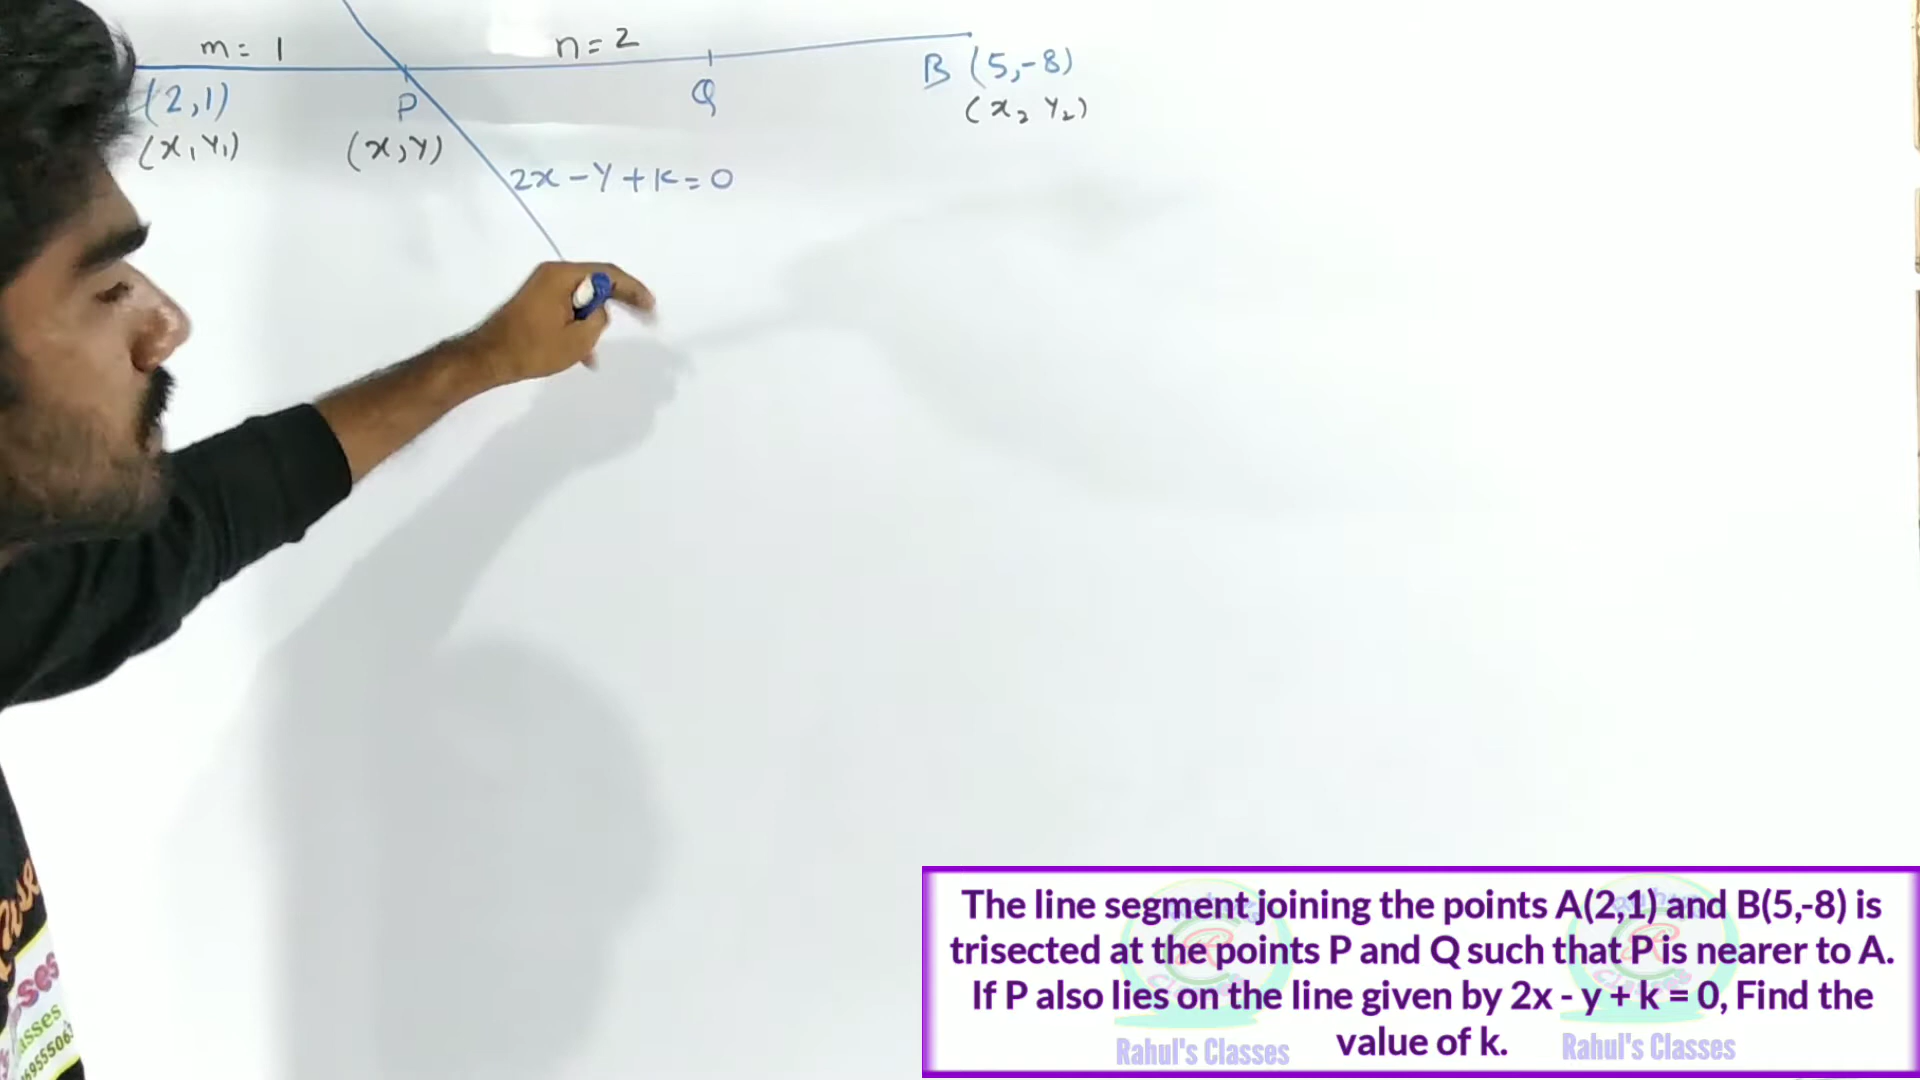 m = 1
n = 2
(2,1)
P
Q
B (5,-8)
(x₁ y₁)
(x,y)
(x₂ y₂)
2x - y + k = 0
The line segment joining the points A(2,1) and B(5,-8) is
trisected at the points P and Q such that P is nearer to A.
If P also lies on the line given by 2x - y + k = 0, Find the
value of k.
Rahul's Classes
Rahul's Classes